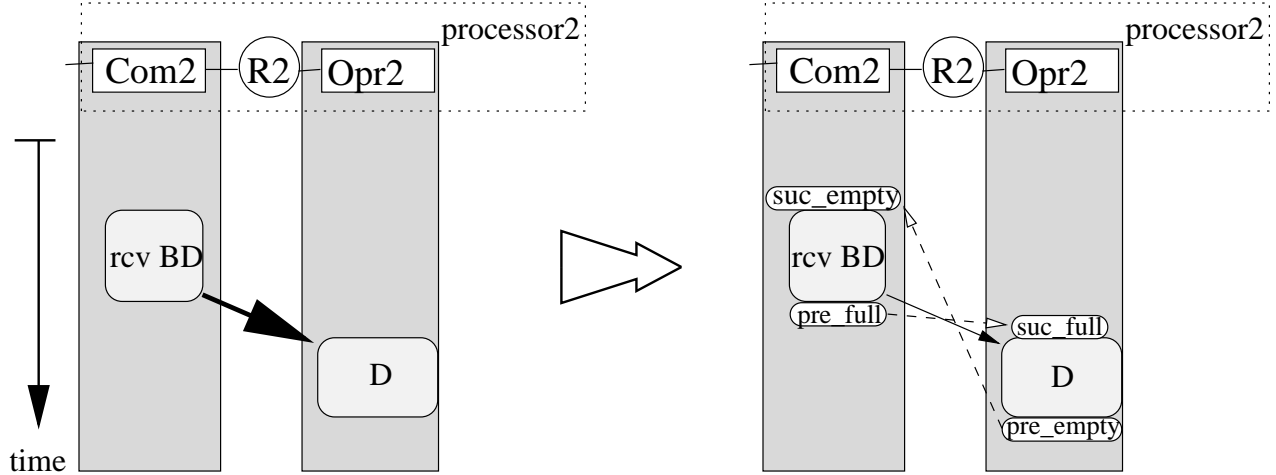 processor2
Com2
R2
Opr2
rcv BD
D
time
processor2
Com2
R2
Opr2
suc_empty
rcv BD
pre_full
suc_full
D
pre_empty